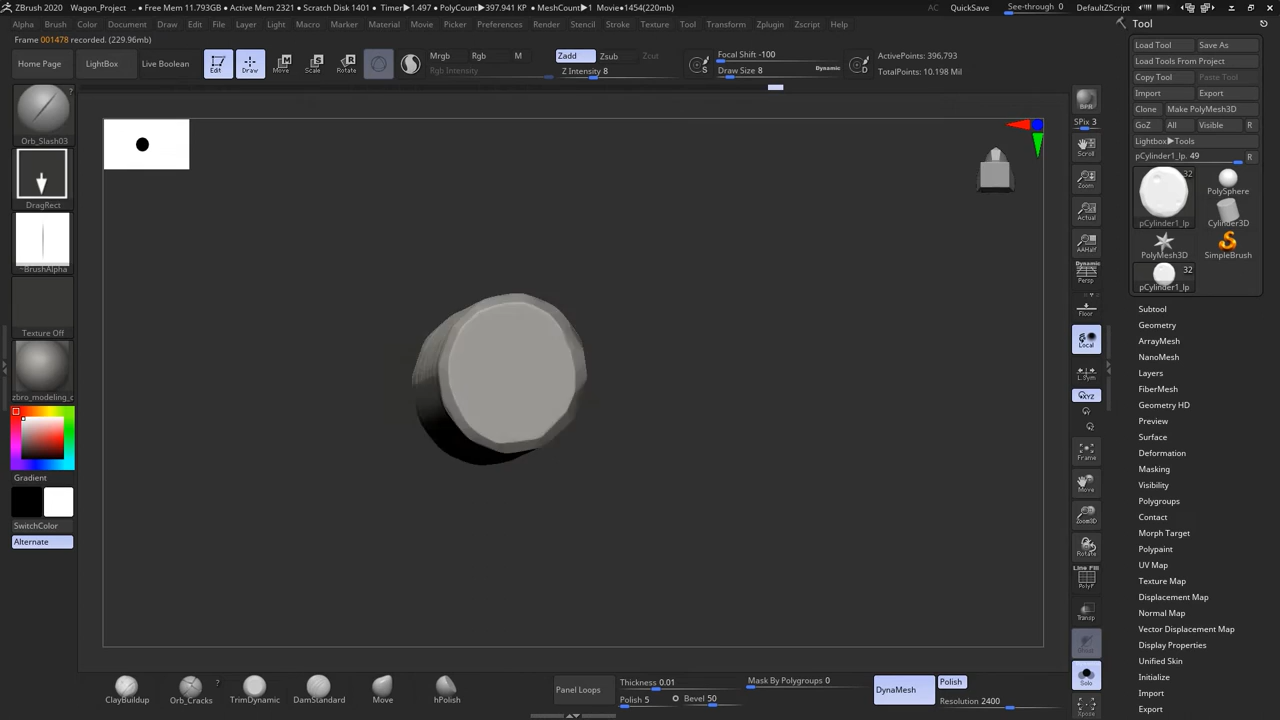 ZBrush 2020 Wagon_Project .. • Free Mem 11.793GB • Active Mem 2321 • Scratch Disk 1401 • Timer▶1.497 • PolyCount▶397.941 KP • MeshCount▶1 Movie●1454(220mb) AC QuickSave See-through 0 Menus DefaultZScript
Alpha Brush Color Document Draw Edit File Layer Light Macro Marker Material Movie Picker Preferences Render Stencil Stroke Texture Tool Transform Zplugin Zscript
Frame 001478 recorded. (229.96mb)
Home Page LightBox Live Boolean Edit Draw Move Scale Rotate
Mrgb Rgb M
Rgb Intensity
Zadd Zsub Zcut
Z Intensity 8
S
Focal Shift -100
Draw Size 8 Dynamic
D
ActivePoints: 396.793
TotalPoints: 10.198 Mil
?
Orb_Slash03
DragRect
~BrushAlpha
Texture Off
zbro_modeling_c
Gradient
SwitchColor
Alternate
BPR
SPix 3
Scroll
Zoom
Actual
AAHalf
Dynamic
Persp
Floor
Local
L.Sym
XYZ
Frame
Move
Zoom3D
Rotate
Line Fill
PolyF
Transp
Ghost
Solo
Xpose
Tool
Load Tool Save As
Load Tools From Project
Copy Tool Paste Tool
Import Export
Clone Make PolyMesh3D
GoZ All Visible R
Lightbox▶Tools
pCylinder1_lp. 49 R
32
pCylinder1_lp
PolySphere
Cylinder3D
PolyMesh3D
SimpleBrush
32
pCylinder1_lp
Subtool
Geometry
ArrayMesh
NanoMesh
Layers
FiberMesh
Geometry HD
Preview
Surface
Deformation
Masking
Visibility
Polygroups
Contact
Morph Target
Polypaint
UV Map
Texture Map
Displacement Map
Normal Map
Vector Displacement Map
Display Properties
Unified Skin
Initialize
Import
Export
Claybuildup
?
Orb_Cracks
TrimDynamic
DamStandard
Move
hPolish
Panel Loops
Thickness 0.01
Polish 5 Bevel 50
Mask By Polygroups 0
DynaMesh
Polish
Resolution 2400